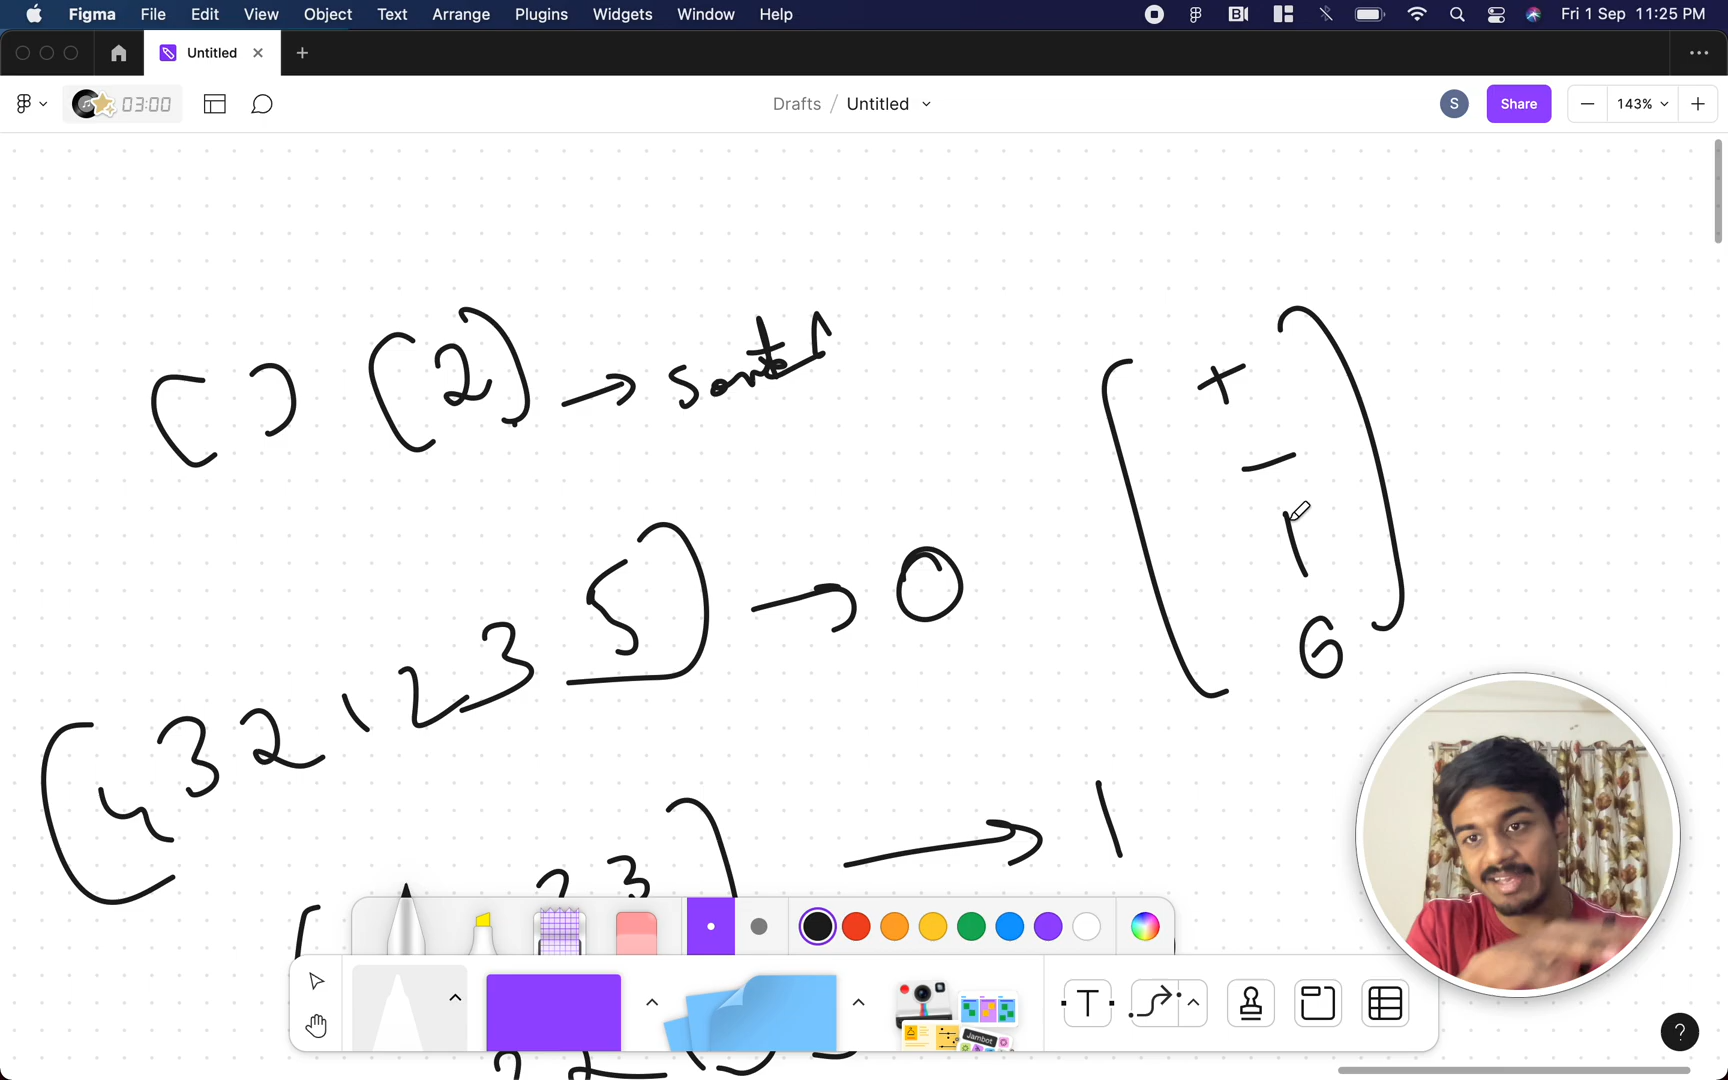 Figma File Edit View Object Text Arrange Plugins Widgets Window Help Fri 1 Sep 11:25 PM
Untitled
03:00 Drafts / Untitled S Share 143%
[ ] [2] → sorted
+
-
1
6
[4 3 2 1 2 3 5] → 0
2 3 ] → 1
T
Jambot
?